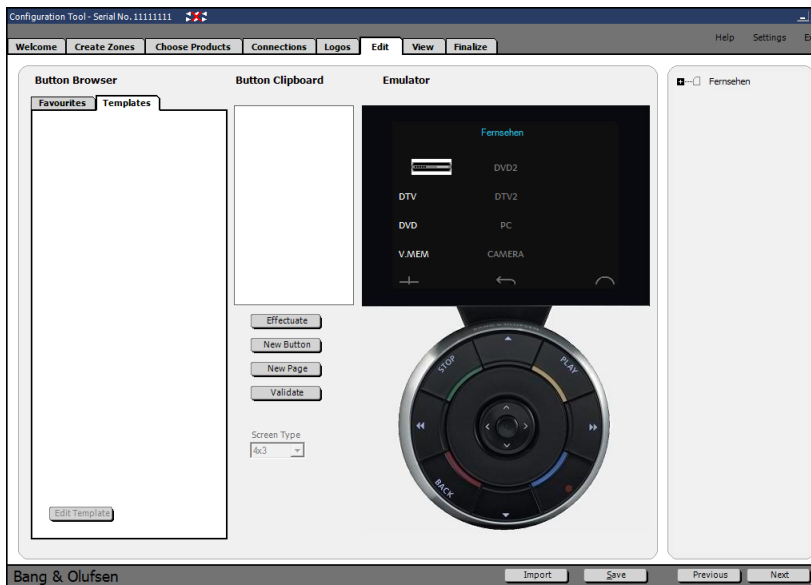 Configuration Tool - Serial No. 11111111
Help Settings
Welcome Create Zones Choose Products Connections Logos Edit View Finalize
Button Browser Button Clipboard Emulator
Fernsehen
Favourites Templates
Fernsehen
DVD2
DTV DTV2
DVD PC
V.MEM CAMERA
BANG & OLUFSEN
Effectuate
New Button
New Page
Validate
STOP PLAY
Screen Type
4x3
BACK
Edit Template
Bang & Olufsen Import Save Previous Next